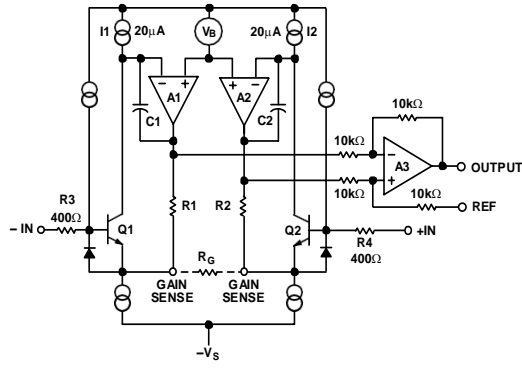 I1
20µA
VB
20µA
I2
A1
A2
C1
C2
10kΩ
10kΩ
A3
OUTPUT
10kΩ
10kΩ
REF
R3
400Ω
R1
R2
– IN
Q1
Q2
+IN
R4
400Ω
RG
GAIN
SENSE
GAIN
SENSE
–VS